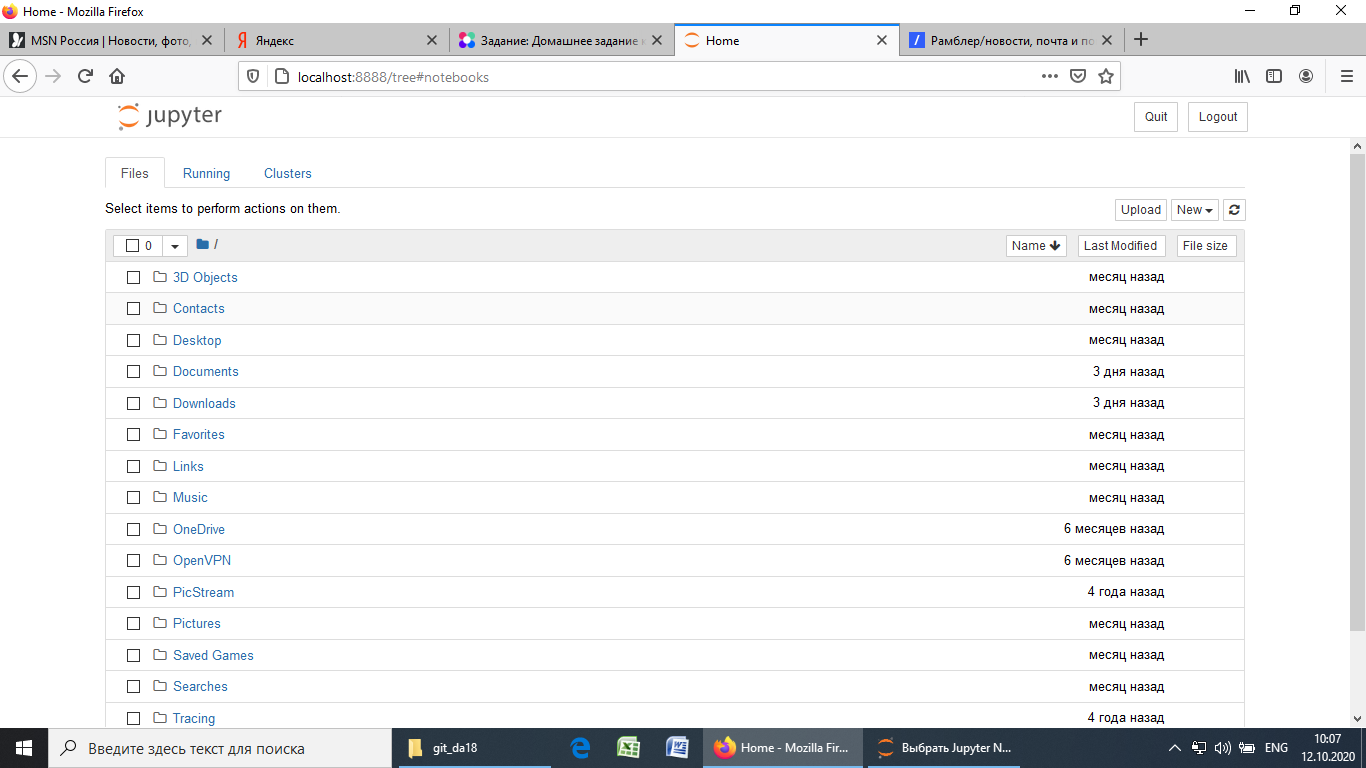 Home - Mozilla Firefox
MSN Россия | Новости, фото, Яндекс Задание: Домашнее задание к Home Рамблер/новости, почта и по
localhost:8888/tree#notebooks
jupyter Quit Logout
Files Running Clusters
Select items to perform actions on them. Upload New
0 / Name Last Modified File size
3D Objects месяц назад
Contacts месяц назад
Desktop месяц назад
Documents 3 дня назад
Downloads 3 дня назад
Favorites месяц назад
Links месяц назад
Music месяц назад
OneDrive 6 месяцев назад
OpenVPN 6 месяцев назад
PicStream 4 года назад
Pictures месяц назад
Saved Games месяц назад
Searches месяц назад
Tracing 4 года назад
Введите здесь текст для поиска git_da18 Home - Mozilla Fir... Выбрать Jupyter N... ENG 10:07
12.10.2020